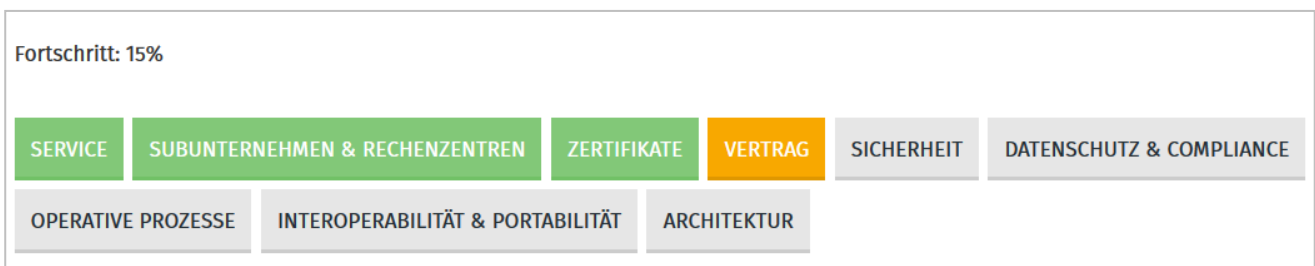 Fortschritt: 15%
SERVICE SUBUNTERNEHMEN & RECHENZENTREN ZERTIFIKATE VERTRAG SICHERHEIT DATENSCHUTZ & COMPLIANCE
OPERATIVE PROZESSE INTEROPERABILITÄT & PORTABILITÄT ARCHITEKTUR